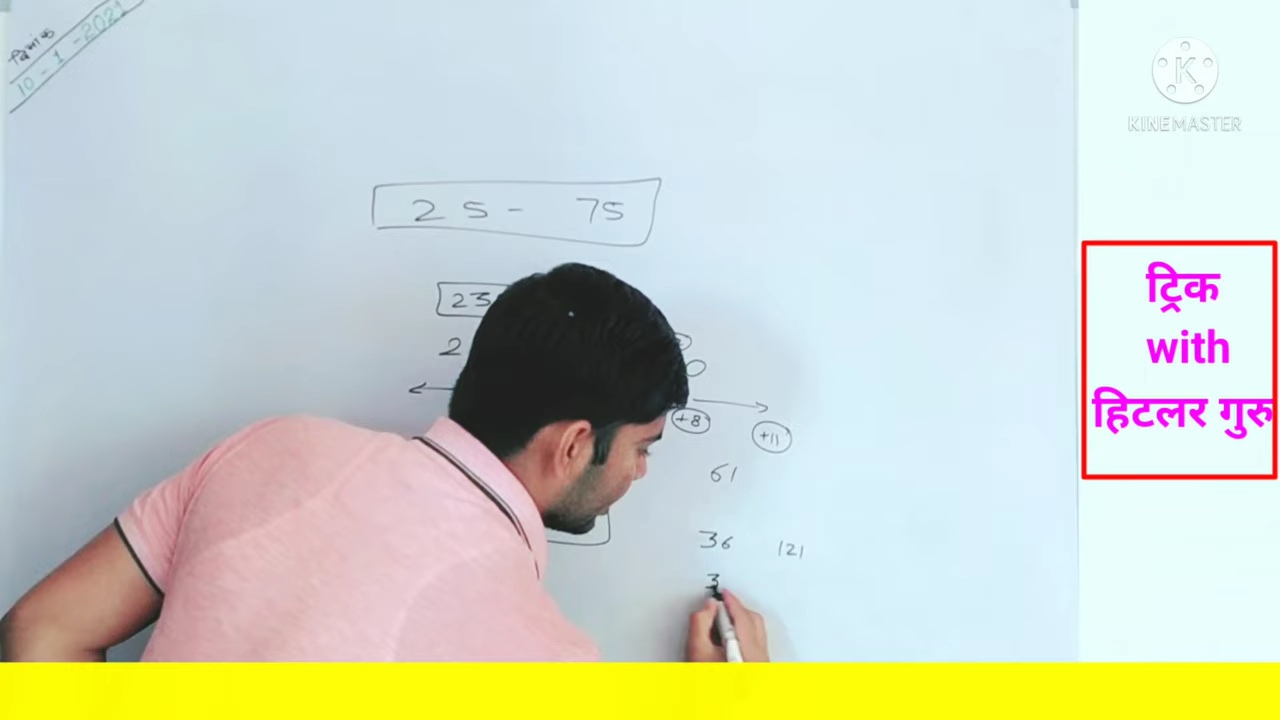 दिनांक
10-1-2021
25- 75
23
2
+8
+11
61
36 121
3
KINEMASTER
ट्रिक
with
हिटलर गुरु